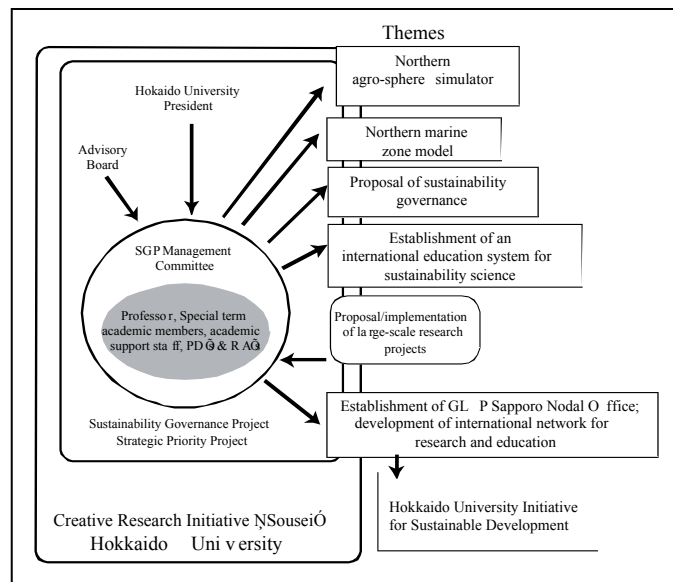 Themes
Northern
agro-sphere simulator
Hokkaido University
President
Northern marine
zone model
Advisory
Board
Proposal of sustainability
governance
SGP Management
Committee
Establishment of an
international education system for
sustainability science
Professor, Special term
academic members, academic
support staff, PDÕs & RAÕs
Proposal/implementation
of large-scale research
projects
Establishment of GLP Sapporo Nodal Office;
development of international network for
research and education
Sustainability Governance Project
Strategic Priority Project
Hokkaido University Initiative
for Sustainable Development
Creative Research Initiative ŅSouseiÓ
Hokkaido University